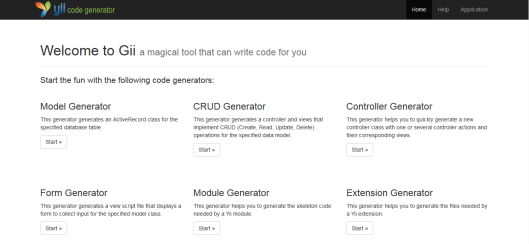 yii code generator
Home Help Application
Welcome to Gii a magical tool that can write code for you
Start the fun with the following code generators:
Model Generator
This generator generates an ActiveRecord class for the
specified database table.
Start »
CRUD Generator
This generator generates a controller and views that
implement CRUD (Create, Read, Update, Delete)
operations for the specified data model.
Start »
Controller Generator
This generator helps you to quickly generate a new
controller class with one or several controller actions and
their corresponding views.
Start »
Form Generator
This generator generates a view script file that displays a
form to collect input for the specified model class.
Start »
Module Generator
This generator helps you to generate the skeleton code
needed by a Yii module.
Start »
Extension Generator
This generator helps you to generate the files needed by
a Yii extension.
Start »